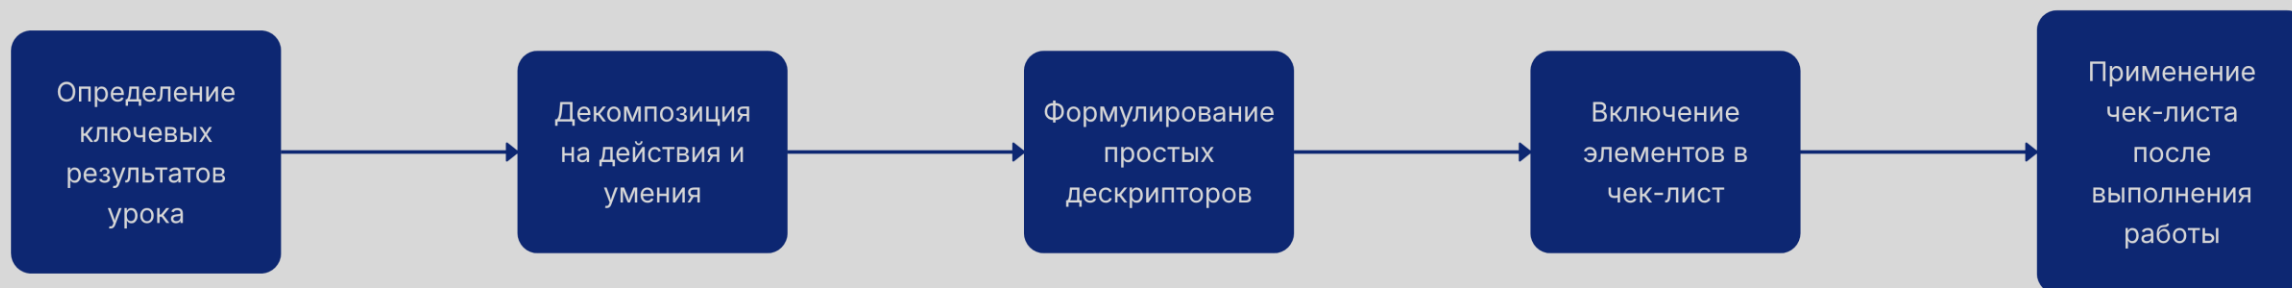 Определение
ключевых
результатов
урока
Декомпозиция
на действия и
умения
Формулирование
простых
дескрипторов
Включение
элементов в
чек-лист
Применение
чек-листа
после
выполнения
работы